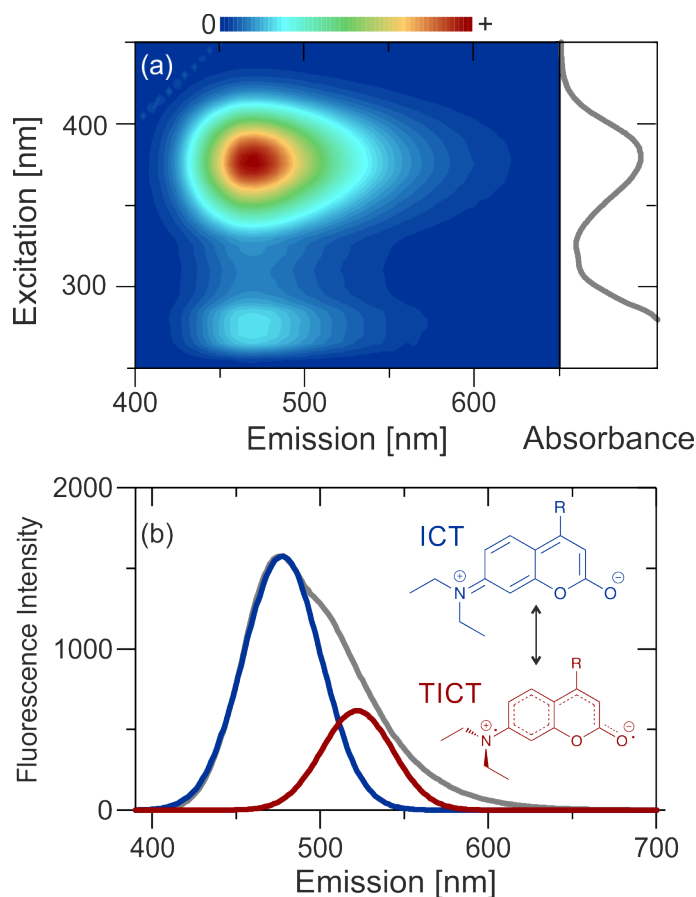 0 +
(a)
400
300
Excitation [nm]
400 500 600
Emission [nm] Absorbance
2000
1000
0
Fluorescence Intensity
(b)
ICT
R
⊕
N
O O
⊖
TICT
R
⊕
N
O O
⊖
400 500 600 700
Emission [nm]